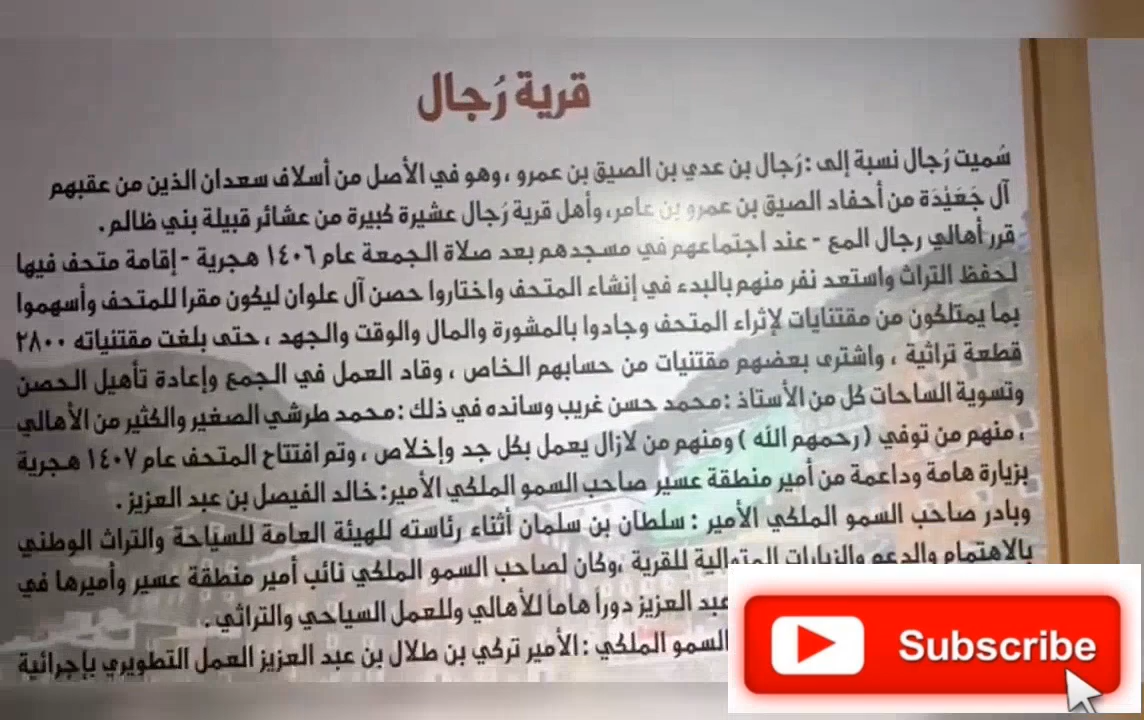 قرية رُجال
سُميت رُجال نسبة إلى : رُجال بن عدي بن الصيق بن عمرو ، وهو في الأصل من أسلاف سعدان الذين من عقبهم
آل جَعَيْدَة من أحفاد الصيق بن عمرو بن عامر، وأهل قرية رُجال عشيرة كبيرة من عشائر قبيلة بني ظالم .
قرر أهالي رجال المع - عند اجتماعهم في مسجدهم بعد صلاة الجمعة عام ١٤٠٦ هجرية - إقامة متحف فيها
لحفظ التراث واستعد نفر منهم بالبدء في إنشاء المتحف واختاروا حصن آل علوان ليكون مقرا للمتحف وأسهموا
بما يمتلكون من مقتنايات لإثراء المتحف وجادوا بالمشورة والمال والوقت والجهد ، حتى بلغت مقتنياته ٢٨٠٠
قطعة تراثية ، واشترى بعضهم مقتنيات من حسابهم الخاص ، وقاد العمل في الجمع وإعادة تأهيل الحصن
وتسوية الساحات كل من الأستاذ : محمد حسن غريب وسانده في ذلك : محمد طرشي الصغير والكثير من الأهالي
، منهم من توفي ( رحمهم الله ) ومنهم من لازال يعمل بكل جد وإخلاص ، وتم افتتاح المتحف عام ١٤٠٧ هجرية
بزيارة هامة وداعمة من أمير منطقة عسير صاحب السمو الملكي الأمير: خالد الفيصل بن عبد العزيز .
وبادر صاحب السمو الملكي الأمير : سلطان بن سلمان أثناء رئاسته للهيئة العامة للسياحة والتراث الوطني
بالاهتمام والدعم والزيارات المتوالية للقرية ،وكان لصاحب السمو الملكي نائب أمير منطقة عسير وأميرها في
عبد العزيز دوراً هاماً للأهالي وللعمل السياحي والتراثي .
السمو الملكي : الأمير تركي بن طلال بن عبد العزيز العمل التطويري بإجرائية
Subscribe